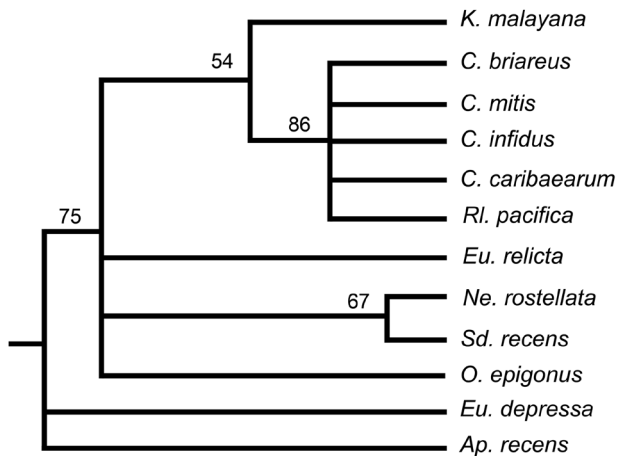 K. malayana
54
C. briareus
C. mitis
86
C. infidus
C. caribaearum
75
Rl. pacifica
Eu. relicta
67
Ne. rostellata
Sd. recens
O. epigonus
Eu. depressa
Ap. recens